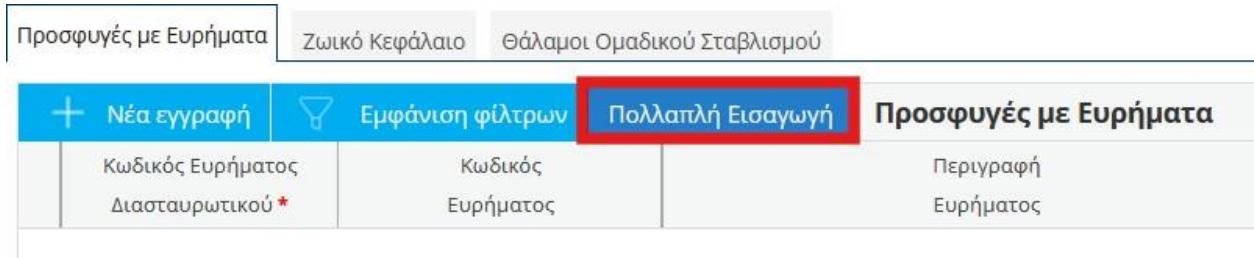 Προσφυγές με Ευρήματα Ζωικό Κεφάλαιο Θάλαμοι Ομαδικού Σταβλισμού
Νέα εγγραφή Εμφάνιση φίλτρων Πολλαπλή Εισαγωγή Προσφυγές με Ευρήματα
Κωδικός Ευρήματος Κωδικός Περιγραφή
Διασταυρωτικού * Ευρήματος Ευρήματος